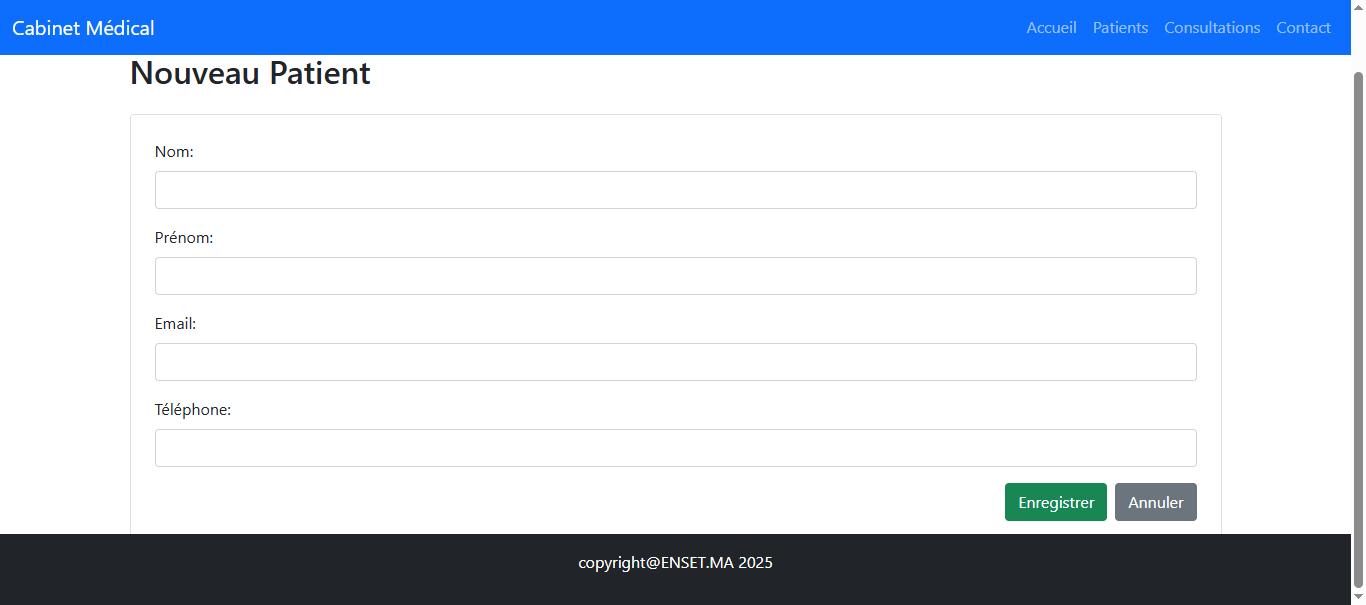 Cabinet Médical Accueil Patients Consultations Contact
Nouveau Patient
Nom:
Prénom:
Email:
Téléphone:
Enregistrer Annuler
copyright@ENSET.MA 2025